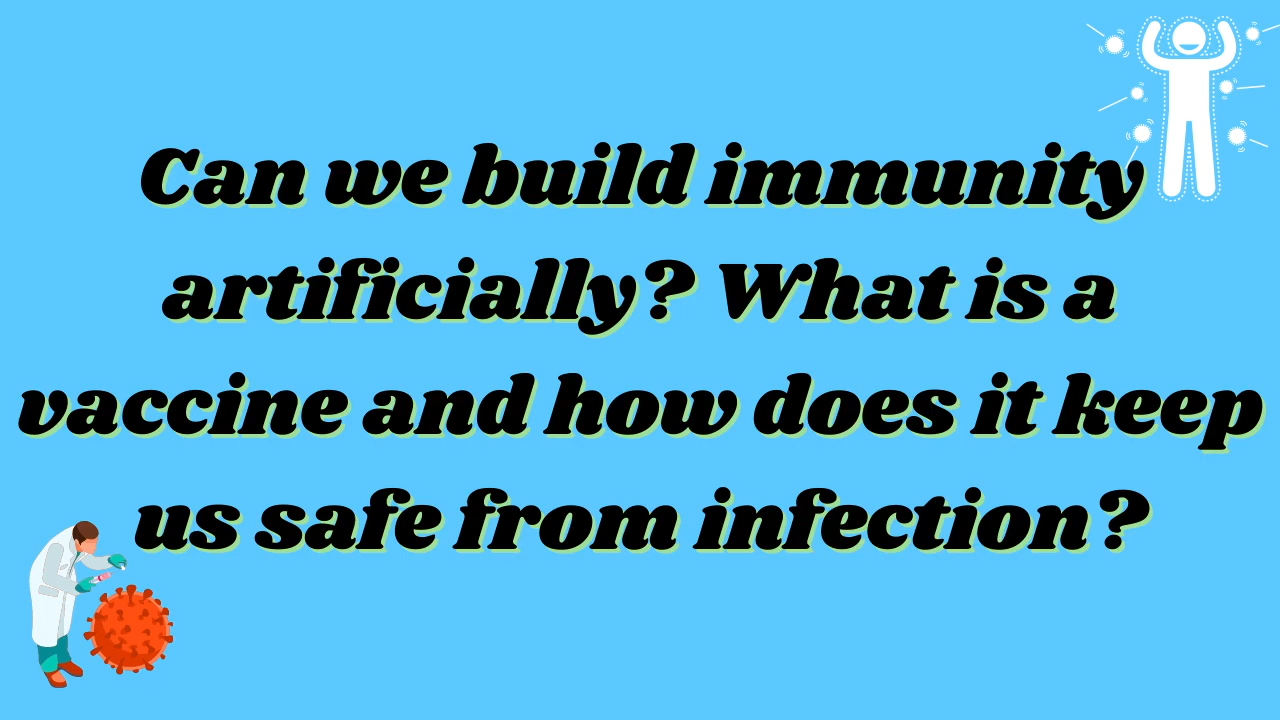 Can we build immunity
artificially? What is a
vaccine and how does it keep
us safe from infection?